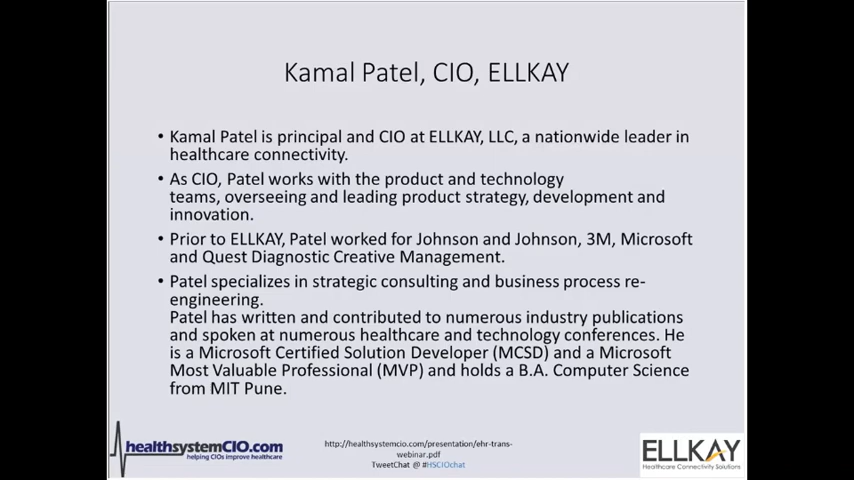 Kamal Patel, CIO, ELLKAY
• Kamal Patel is principal and CIO at ELLKAY, LLC, a nationwide leader in
healthcare connectivity.
• As CIO, Patel works with the product and technology
teams, overseeing and leading product strategy, development and
innovation.
• Prior to ELLKAY, Patel worked for Johnson and Johnson, 3M, Microsoft
and Quest Diagnostic Creative Management.
• Patel specializes in strategic consulting and business process re-
engineering.
Patel has written and contributed to numerous industry publications
and spoken at numerous healthcare and technology conferences. He
is a Microsoft Certified Solution Developer (MCSD) and a Microsoft
Most Valuable Professional (MVP) and holds a B.A. Computer Science
from MIT Pune.
healthsystemCIO.com
helping CIOs improve healthcare
http://healthsystemcio.com/presentation/ehr-trans-
webinar.pdf
TweetChat @ #HSCIOchat
ELLKAY
Healthcare Connectivity Solutions